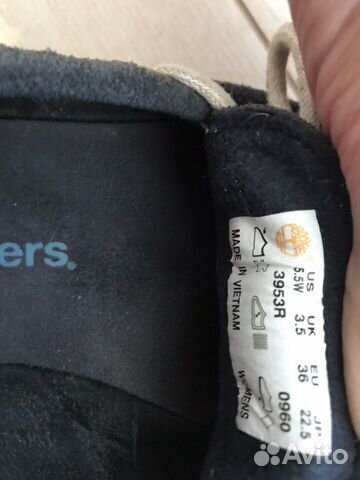 ers®
US UK EU JP
5.5W 3.5 36 22.5
3953R 0960
MADE IN VIETNAM WOMENS
Avito